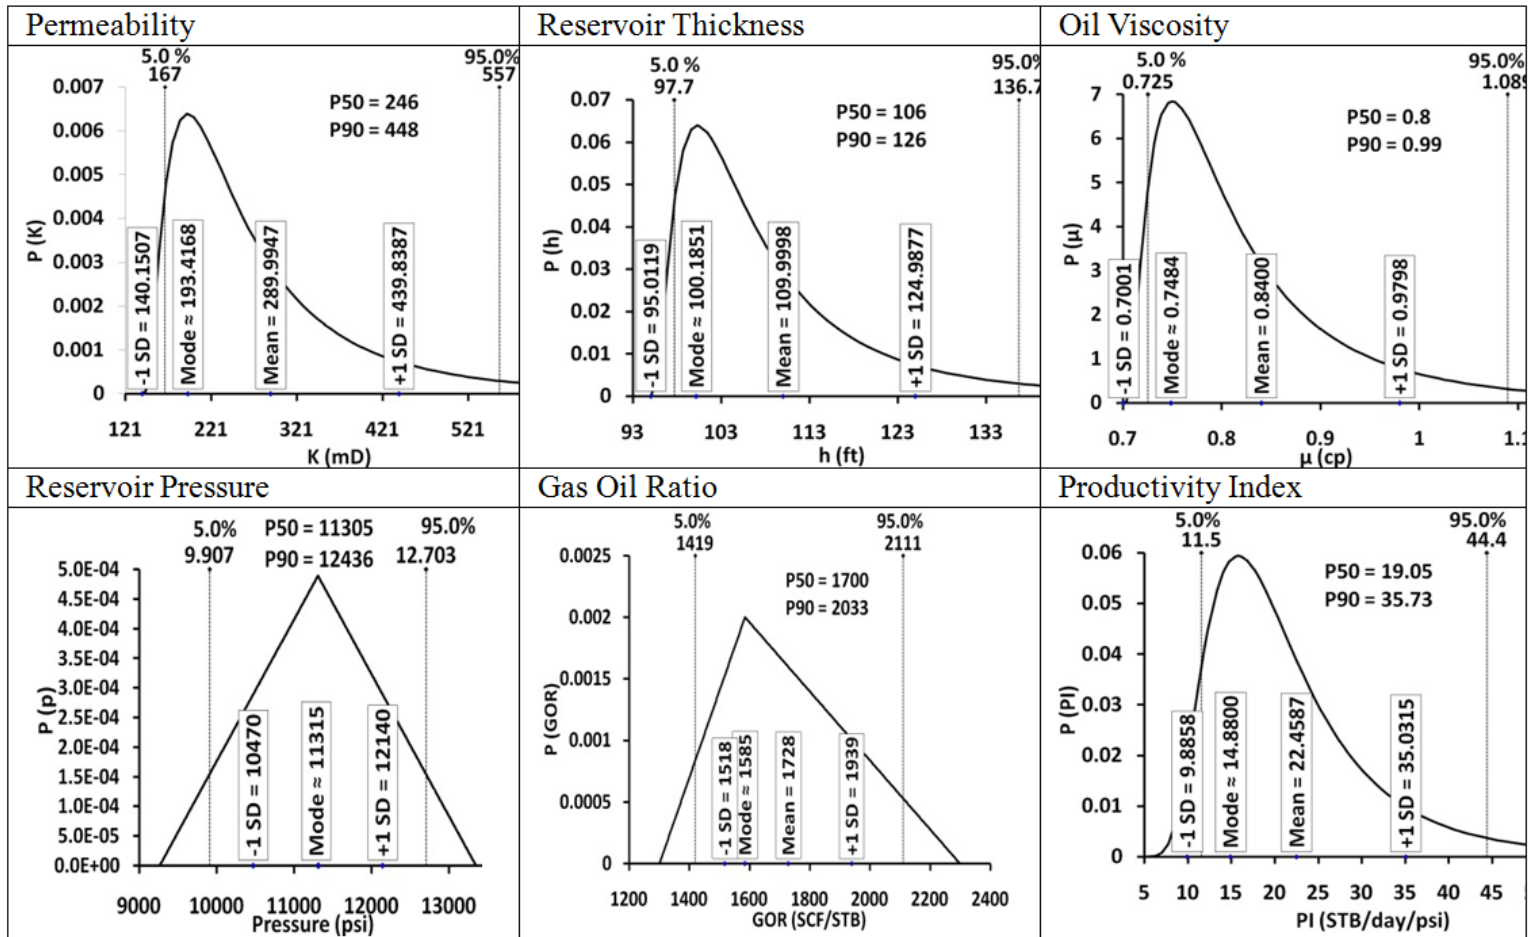 Permeability
5.0 %
167
95.0%
557
P50 = 246
P90 = 448
0.007
0.006
0.005
0.004
0.003
0.002
0.001
0
P (K)
-1 SD = 140.1507
Mode ≈ 193.4168
Mean = 289.9947
+1 SD = 439.8387
121 221 321 421 521
K (mD)
Reservoir Thickness
5.0 %
97.7
95.0%
136.7
P50 = 106
P90 = 126
0.07
0.06
0.05
0.04
0.03
0.02
0.01
0
P (h)
-1 SD = 95.0119
Mode ≈ 100.1851
Mean = 109.9998
+1 SD = 124.9877
93 103 113 123 133
h (ft)
Oil Viscosity
5.0 %
0.725
95.0%
1.089
P50 = 0.8
P90 = 0.99
7
6
5
4
3
2
1
0
P (μ)
-1 SD = 0.7001
Mode ≈ 0.7484
Mean = 0.8400
+1 SD = 0.9798
0.7 0.8 0.9 1 1.1
μ (cp)
Reservoir Pressure
5.0%
9.907
P50 = 11305
P90 = 12436
95.0%
12.703
5.0E-04
4.5E-04
4.0E-04
3.5E-04
3.0E-04
2.5E-04
2.0E-04
1.5E-04
1.0E-04
5.0E-05
0.0E+00
P (p)
-1 SD = 10470
Mode ≈ 11315
+1 SD = 12140
9000 10000 11000 12000 13000
Pressure (psi)
Gas Oil Ratio
5.0%
1419
95.0%
2111
P50 = 1700
P90 = 2033
0.0025
0.002
0.0015
0.001
0.0005
0
P (GOR)
-1 SD = 1518
Mode ≈ 1585
Mean = 1728
+1 SD = 1939
1200 1400 1600 1800 2000 2200 2400
GOR (SCF/STB)
Productivity Index
5.0%
11.5
95.0%
44.4
P50 = 19.05
P90 = 35.73
0.06
0.05
0.04
0.03
0.02
0.01
0
P (PI)
-1 SD = 9.8858
Mode ≈ 14.8800
Mean = 22.4587
+1 SD = 35.0315
5 10 15 20 25 30 35 40 45
PI (STB/day/psi)